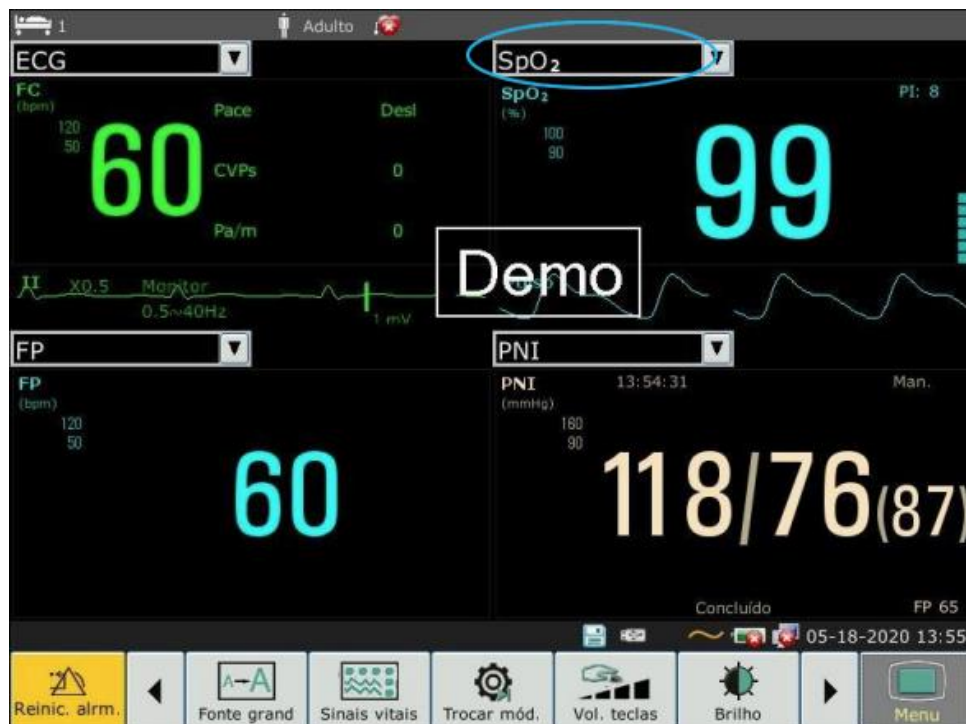 1 Adulto
ECG SpO₂
FC SpO₂ PI: 8
(bpm) (%)
120 Pace Desl 100
50 90
60 CVPs 0 99
Pa/m 0
Demo
II X0.5 Monitor
0.5~40Hz 1 mV
FP PNI
FP PNI 13:54:31 Man.
(bpm) (mmHg)
120 160
50 90
60 118/76(87)
Concluído FP 65
05-18-2020 13:55
A→A
Reinic. alrm. Fonte grand Sinais vitais Trocar mód. Vol. teclas Brilho Menu